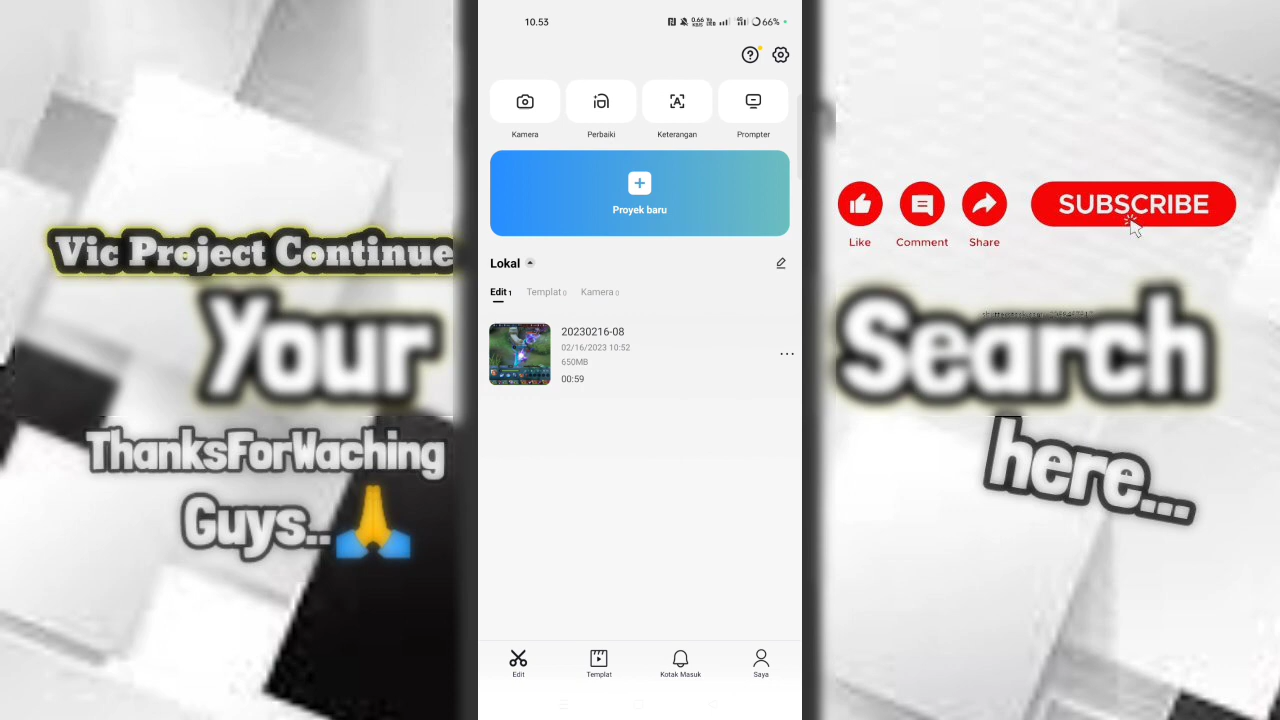 Vic Project Continue
Your
ThanksForWaching
Guys..
10.53
66%
Kamera
Perbaiki
Keterangan
Prompter
Proyek baru
Lokal
Edit 1
Templat 0
Kamera 0
20230216-08
02/16/2023 10:52
650MB
00:59
Edit
Templat
Kotak Masuk
Saya
Like
Comment
Share
SUBSCRIBE
Search
here...